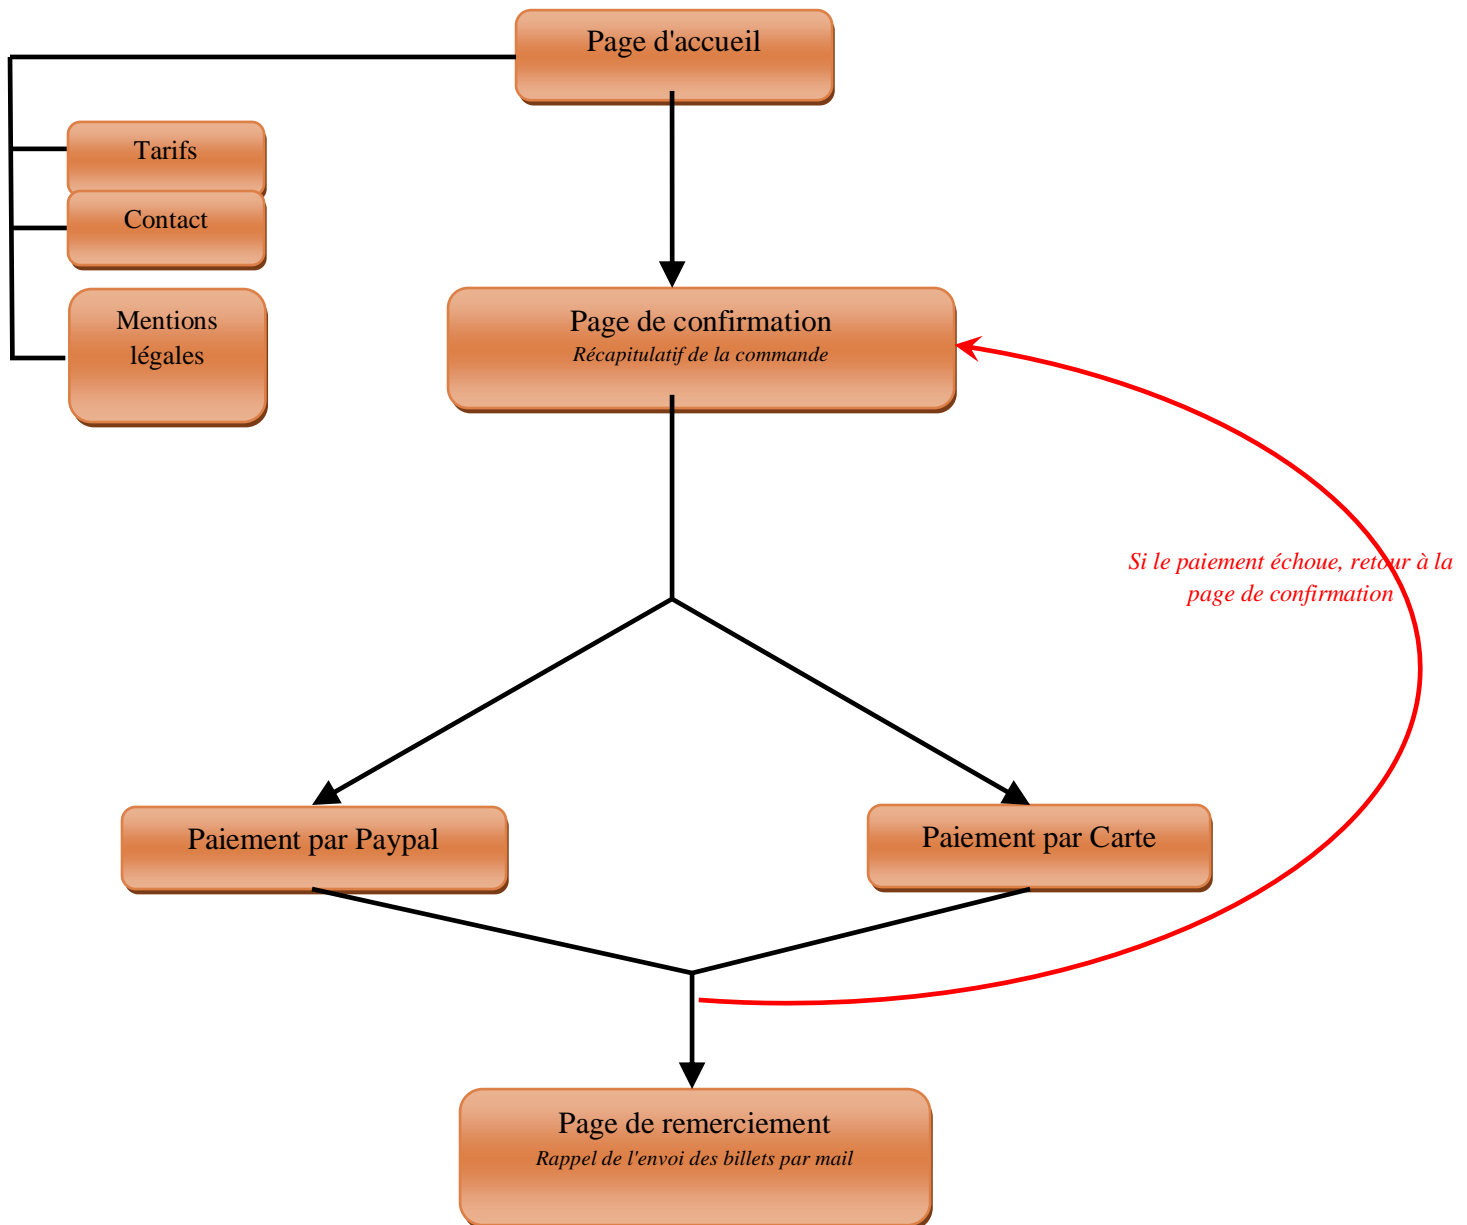 Page d'accueil
Tarifs
Contact
Mentions
légales
Page de confirmation
Récapitulatif de la commande
Si le paiement échoue, retour à la
page de confirmation
Paiement par Paypal
Paiement par Carte
Page de remerciement
Rappel de l'envoi des billets par mail